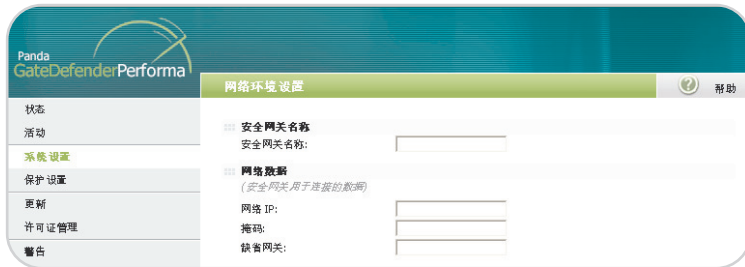 Panda
GateDefenderPerforma
网络环境设置
? 帮助
状态
活动
系统设置
保护设置
更新
许可证管理
警告
安全网关名称
安全网关名称:
网络数据
(安全网关用于连接的数据)
网络 IP:
掩码:
缺省网关: